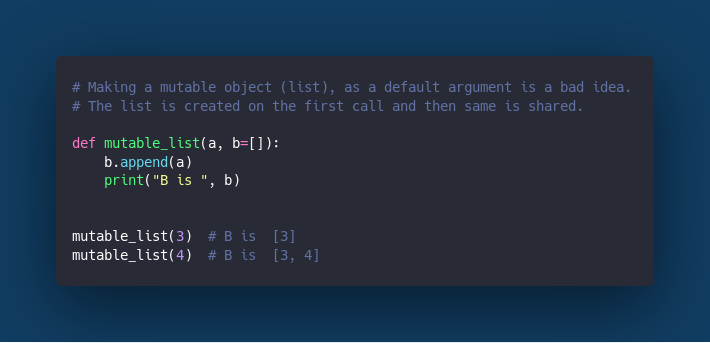 # Making a mutable object (list), as a default argument is a bad idea.
# The list is created on the first call and then same is shared.
def mutable_list(a, b=[]):
    b.append(a)
    print("B is ", b)
mutable_list(3)  # B is  [3]
mutable_list(4)  # B is  [3, 4]